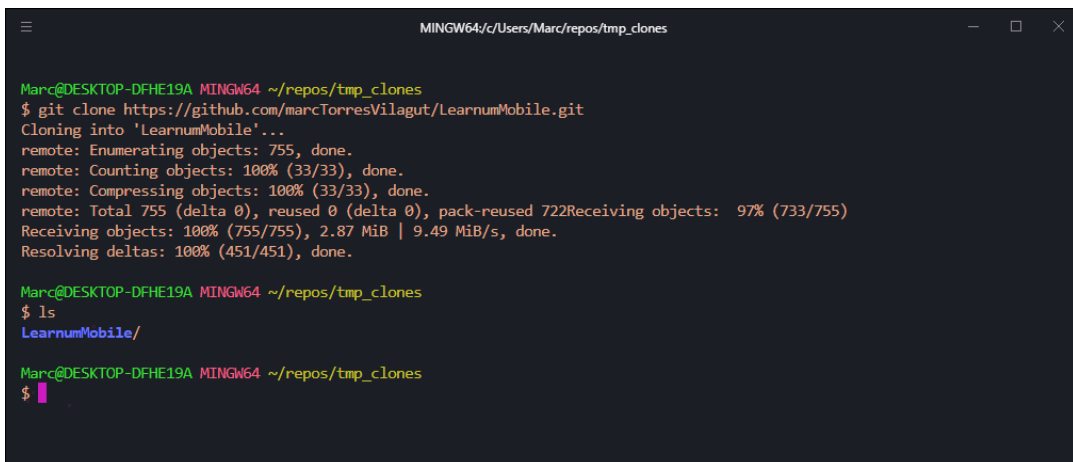 MINGW64:/c/Users/Marc/repos/tmp_clones
Marc@DESKTOP-DFHE19A MINGW64 ~/repos/tmp_clones
$ git clone https://github.com/marcTorresVilagut/LearnumMobile.git
Cloning into 'LearnumMobile'...
remote: Enumerating objects: 755, done.
remote: Counting objects: 100% (33/33), done.
remote: Compressing objects: 100% (33/33), done.
remote: Total 755 (delta 0), reused 0 (delta 0), pack-reused 722Receiving objects:  97% (733/755)
Receiving objects: 100% (755/755), 2.87 MiB | 9.49 MiB/s, done.
Resolving deltas: 100% (451/451), done.
Marc@DESKTOP-DFHE19A MINGW64 ~/repos/tmp_clones
$ ls
LearnumMobile/
Marc@DESKTOP-DFHE19A MINGW64 ~/repos/tmp_clones
$